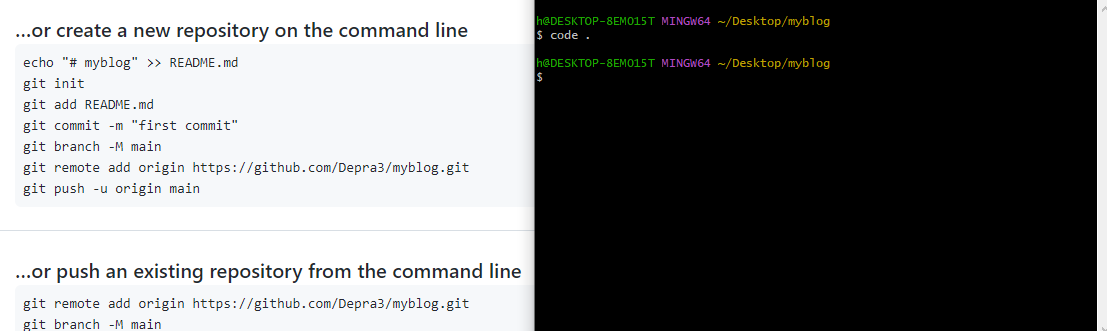 ...or create a new repository on the command line
echo "# myblog" >> README.md
git init
git add README.md
git commit -m "first commit"
git branch -M main
git remote add origin https://github.com/Depra3/myblog.git
git push -u origin main
...or push an existing repository from the command line
git remote add origin https://github.com/Depra3/myblog.git
git branch -M main
h@DESKTOP-8EMO15T MINGW64 ~/Desktop/myblog
$ code .
h@DESKTOP-8EMO15T MINGW64 ~/Desktop/myblog
$